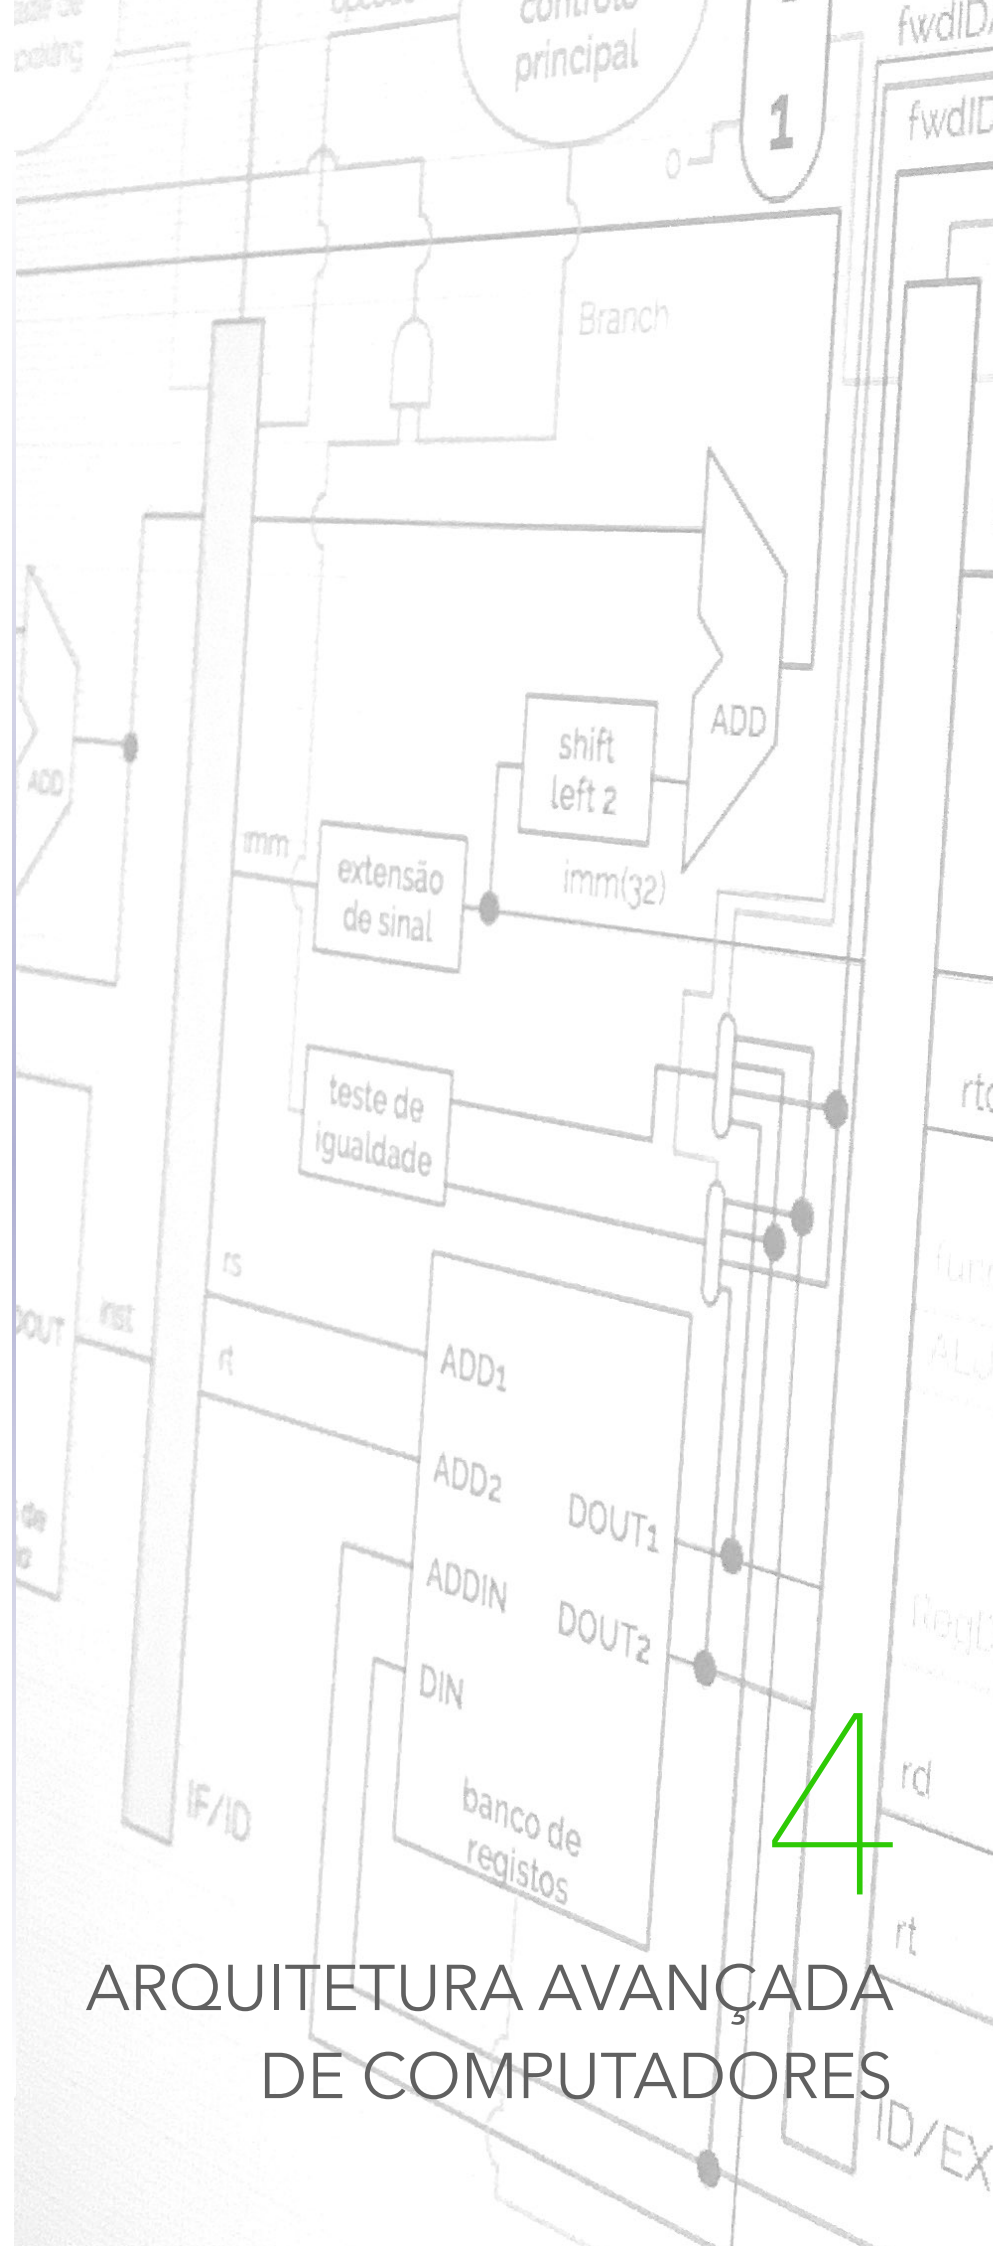 controlo
principal
1
0
Branch
ADD
shift
left 2
ADD
imm
extensão
de sinal
imm(32)
teste de
igualdade
rs
inst
rt
ADD1
ADD2
DOUT1
ADDIN
DOUT2
DIN
rd
IF/ID
banco de
registos
4
rt
ARQUITETURA AVANÇADA
DE COMPUTADORES
ID/EX